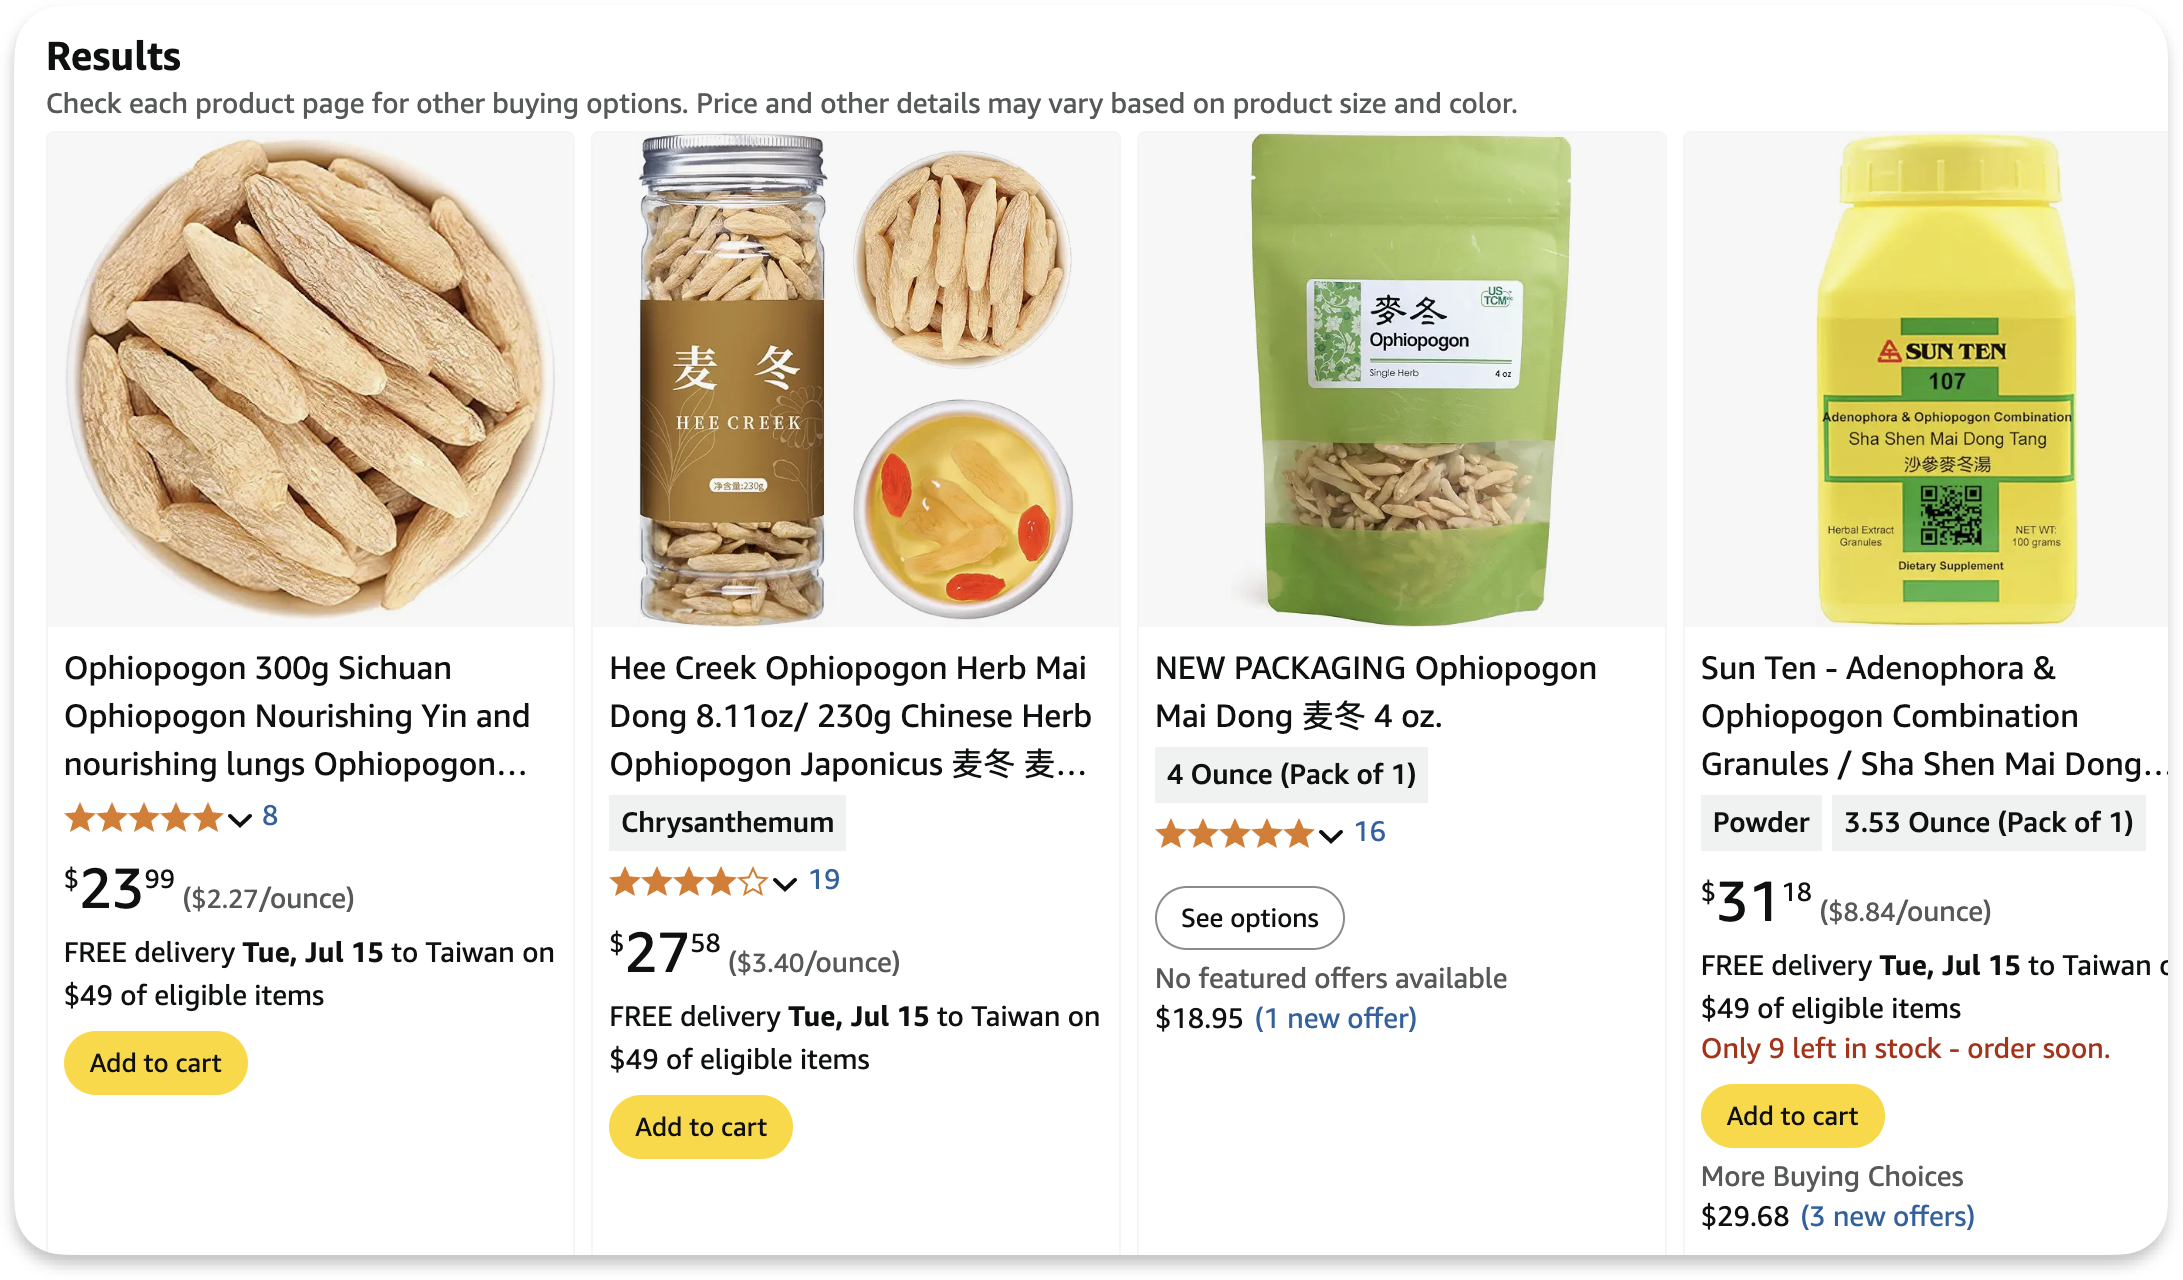 Results
Check each product page for other buying options. Price and other details may vary based on product size and color.
麦 冬
HEE CREEK
净含量:230g
Ophiopogon 300g Sichuan
Ophiopogon Nourishing Yin and
nourishing lungs Ophiopogon...
8
$23.99 ($2.27/ounce)
FREE delivery Tue, Jul 15 to Taiwan on
$49 of eligible items
Add to cart
Hee Creek Ophiopogon Herb Mai
Dong 8.11oz/ 230g Chinese Herb
Ophiopogon Japonicus 麦冬 麦...
Chrysanthemum
19
$27.58 ($3.40/ounce)
FREE delivery Tue, Jul 15 to Taiwan on
$49 of eligible items
Add to cart
US
TCM
麥冬
Ophiopogon
Single Herb 4 oz
NEW PACKAGING Ophiopogon
Mai Dong 麦冬 4 oz.
4 Ounce (Pack of 1)
16
See options
No featured offers available
$18.95 (1 new offer)
SUN TEN
107
Adenophora & Ophiopogon Combination
Sha Shen Mai Dong Tang
沙參麥冬湯
Herbal Extract
Granules
NET WT:
100 grams
Dietary Supplement
Sun Ten - Adenophora &
Ophiopogon Combination
Granules / Sha Shen Mai Dong...
Powder 3.53 Ounce (Pack of 1)
$31.18 ($8.84/ounce)
FREE delivery Tue, Jul 15 to Taiwan
$49 of eligible items
Only 9 left in stock - order soon.
Add to cart
More Buying Choices
$29.68 (3 new offers)